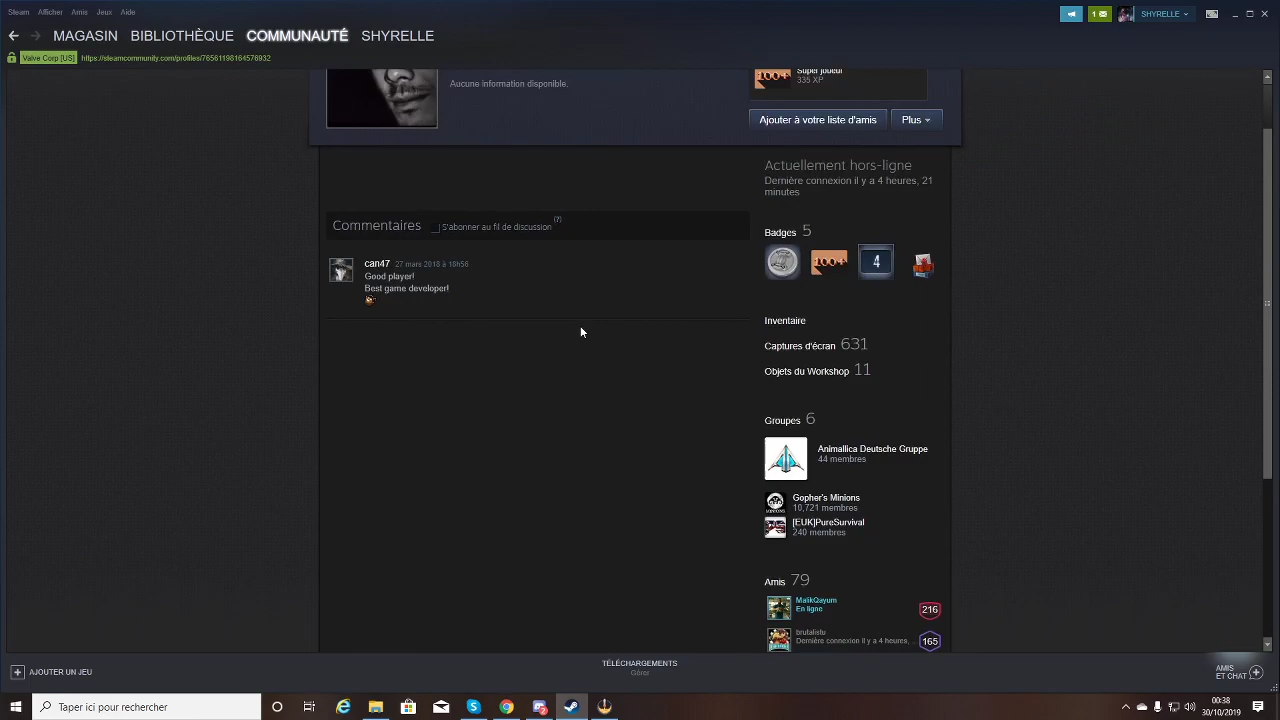 Steam Afficher Amis Jeux Aide
1 SHYRELLE
MAGASIN BIBLIOTHÈQUE COMMUNAUTÉ SHYRELLE
Valve Corp [US] https://steamcommunity.com/profiles/76561198164576932
Aucune information disponible.
100+ Super joueur
335 XP
Ajouter à votre liste d'amis Plus
Actuellement hors-ligne
Dernière connexion il y a 4 heures, 21
minutes
Commentaires S'abonner au fil de discussion (?)
Badges 5
100+ 4
can47 27 mars 2018 à 18h56
Good player!
Best game developer!
Inventaire
Captures d'écran 631
Objets du Workshop 11
Groupes 6
Animallica Deutsche Gruppe
44 membres
Gopher's Minions
10,721 membres
[EUK]PureSurvival
240 membres
Amis 79
MalikQayum
En ligne
216
brutalistu
Dernière connexion il y a 4 heures, ...
165
AJOUTER UN JEU
TÉLÉCHARGEMENTS
Gérer
AMIS
ET CHAT
Taper ici pour rechercher
00:38
30/10/2019